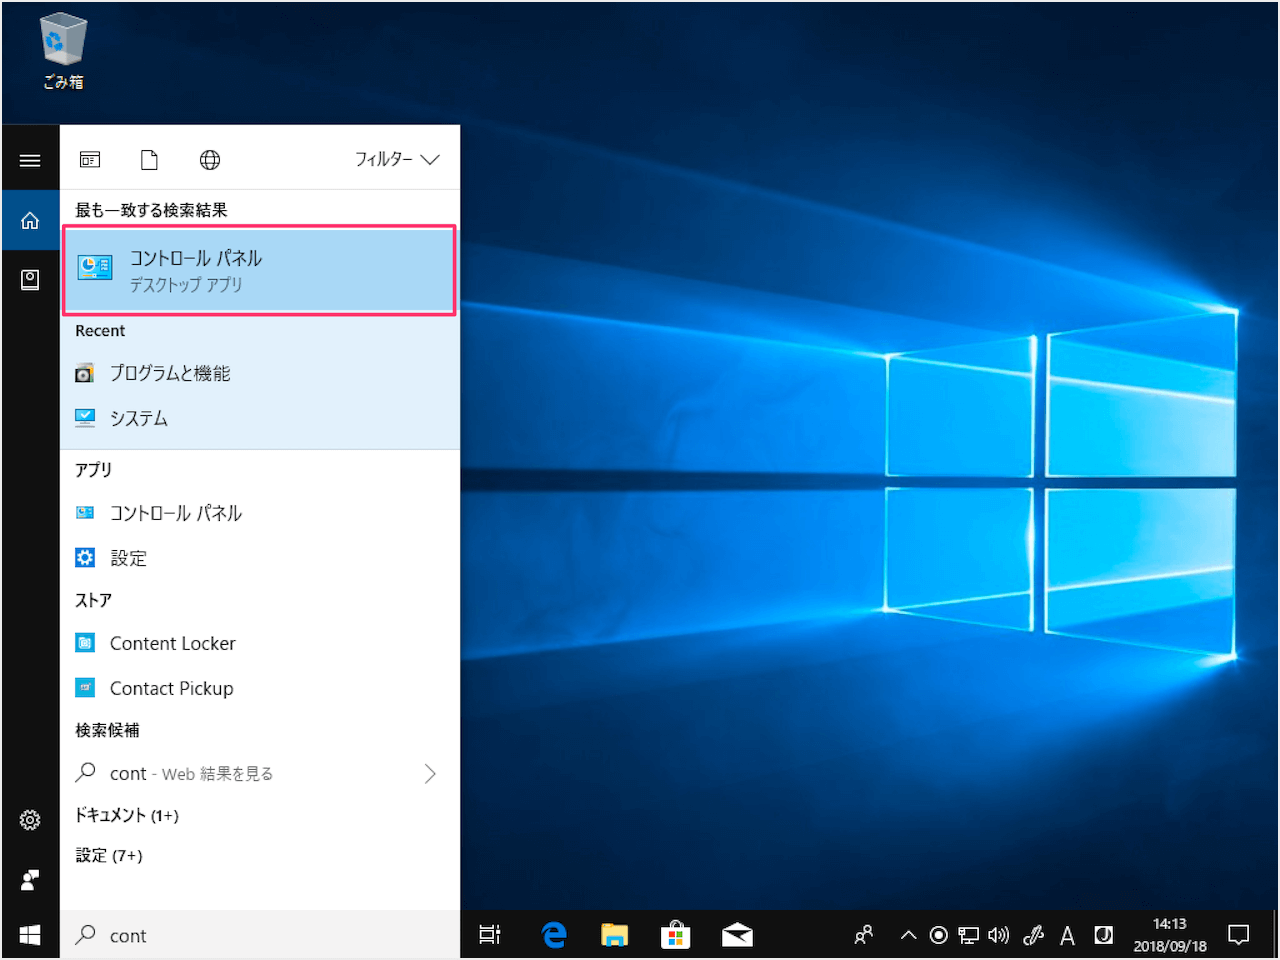 ごみ箱
フィルター
最も一致する検索結果
コントロール パネル
デスクトップ アプリ
Recent
プログラムと機能
システム
アプリ
コントロール パネル
設定
ストア
Content Locker
Contact Pickup
検索候補
cont - Web 結果を見る
ドキュメント (1+)
設定 (7+)
cont
A
J
14:13
2018/09/18